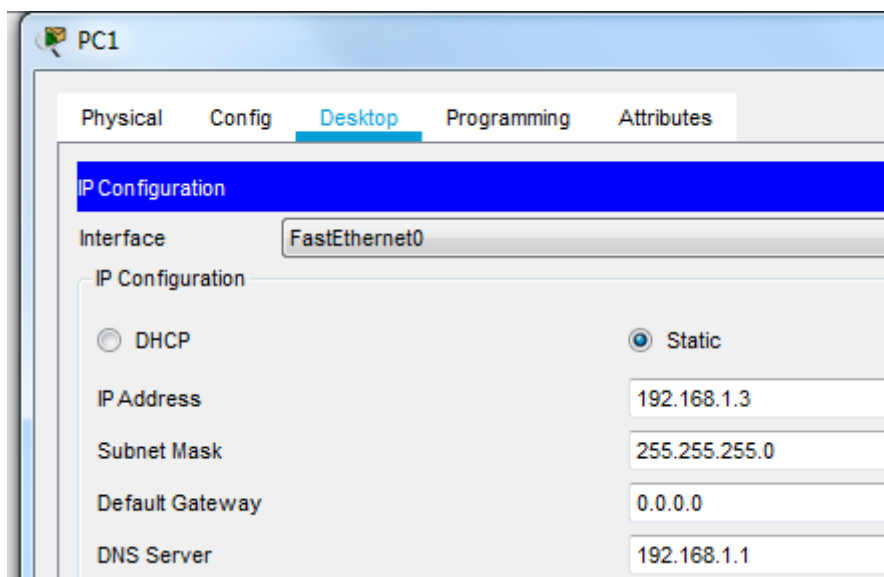 PC1
Physical Config Desktop Programming Attributes
IP Configuration
Interface FastEthernet0
IP Configuration
DHCP Static
IP Address 192.168.1.3
Subnet Mask 255.255.255.0
Default Gateway 0.0.0.0
DNS Server 192.168.1.1